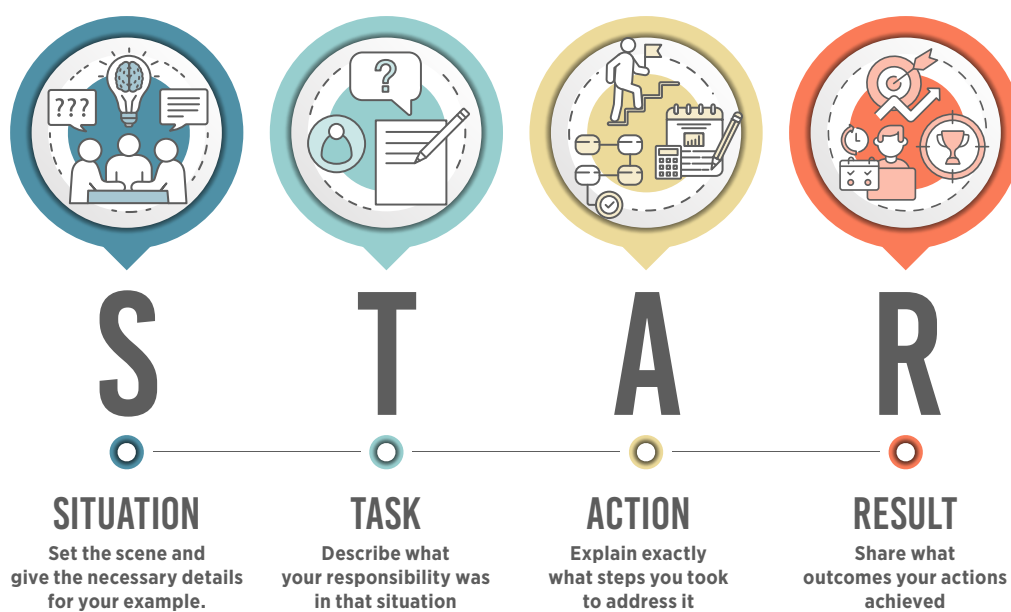 ???
?
S
T
A
R
SITUATION
Set the scene and
give the necessary details
for your example.
TASK
Describe what
your responsibility was
in that situation
ACTION
Explain exactly
what steps you took
to address it
RESULT
Share what
outcomes your actions
achieved